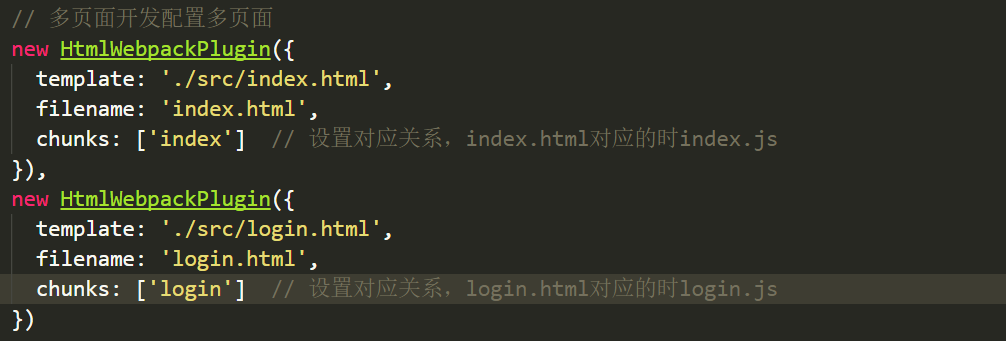 // 多页面开发配置多页面
new HtmlWebpackPlugin({
  template: './src/index.html',
  filename: 'index.html',
  chunks: ['index']  // 设置对应关系，index.html对应的时index.js
}),
new HtmlWebpackPlugin({
  template: './src/login.html',
  filename: 'login.html',
  chunks: ['login']  // 设置对应关系，login.html对应的时login.js
})